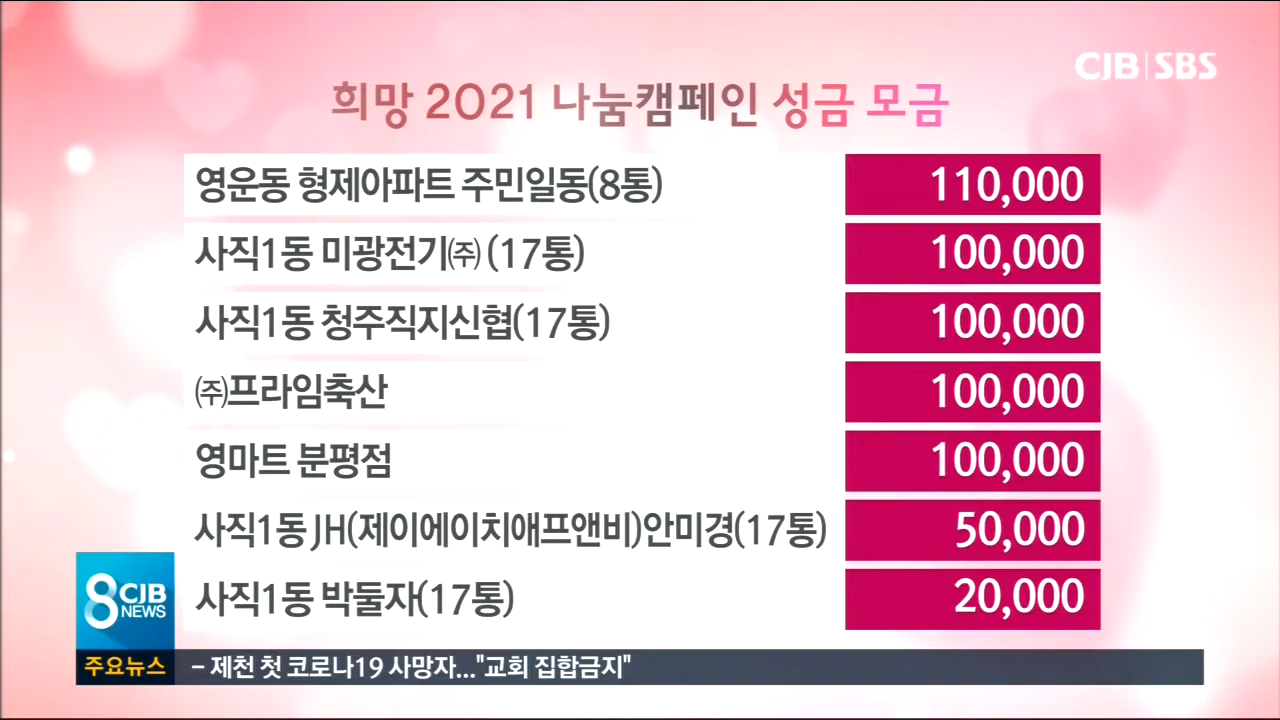 CJB SBS
희망 2021 나눔캠페인 성금 모금
영운동 형제아파트 주민일동(8통) 110,000
사직1동 미광전기㈜ (17통) 100,000
사직1동 청주직지신협(17통) 100,000
㈜프라임축산 100,000
영마트 분평점 100,000
사직1동 JH(제이에이치애프앤비)안미경(17통) 50,000
사직1동 박둘자(17통) 20,000
8 CJB NEWS
주요뉴스 - 제천 첫 코로나19 사망자..."교회 집합금지"